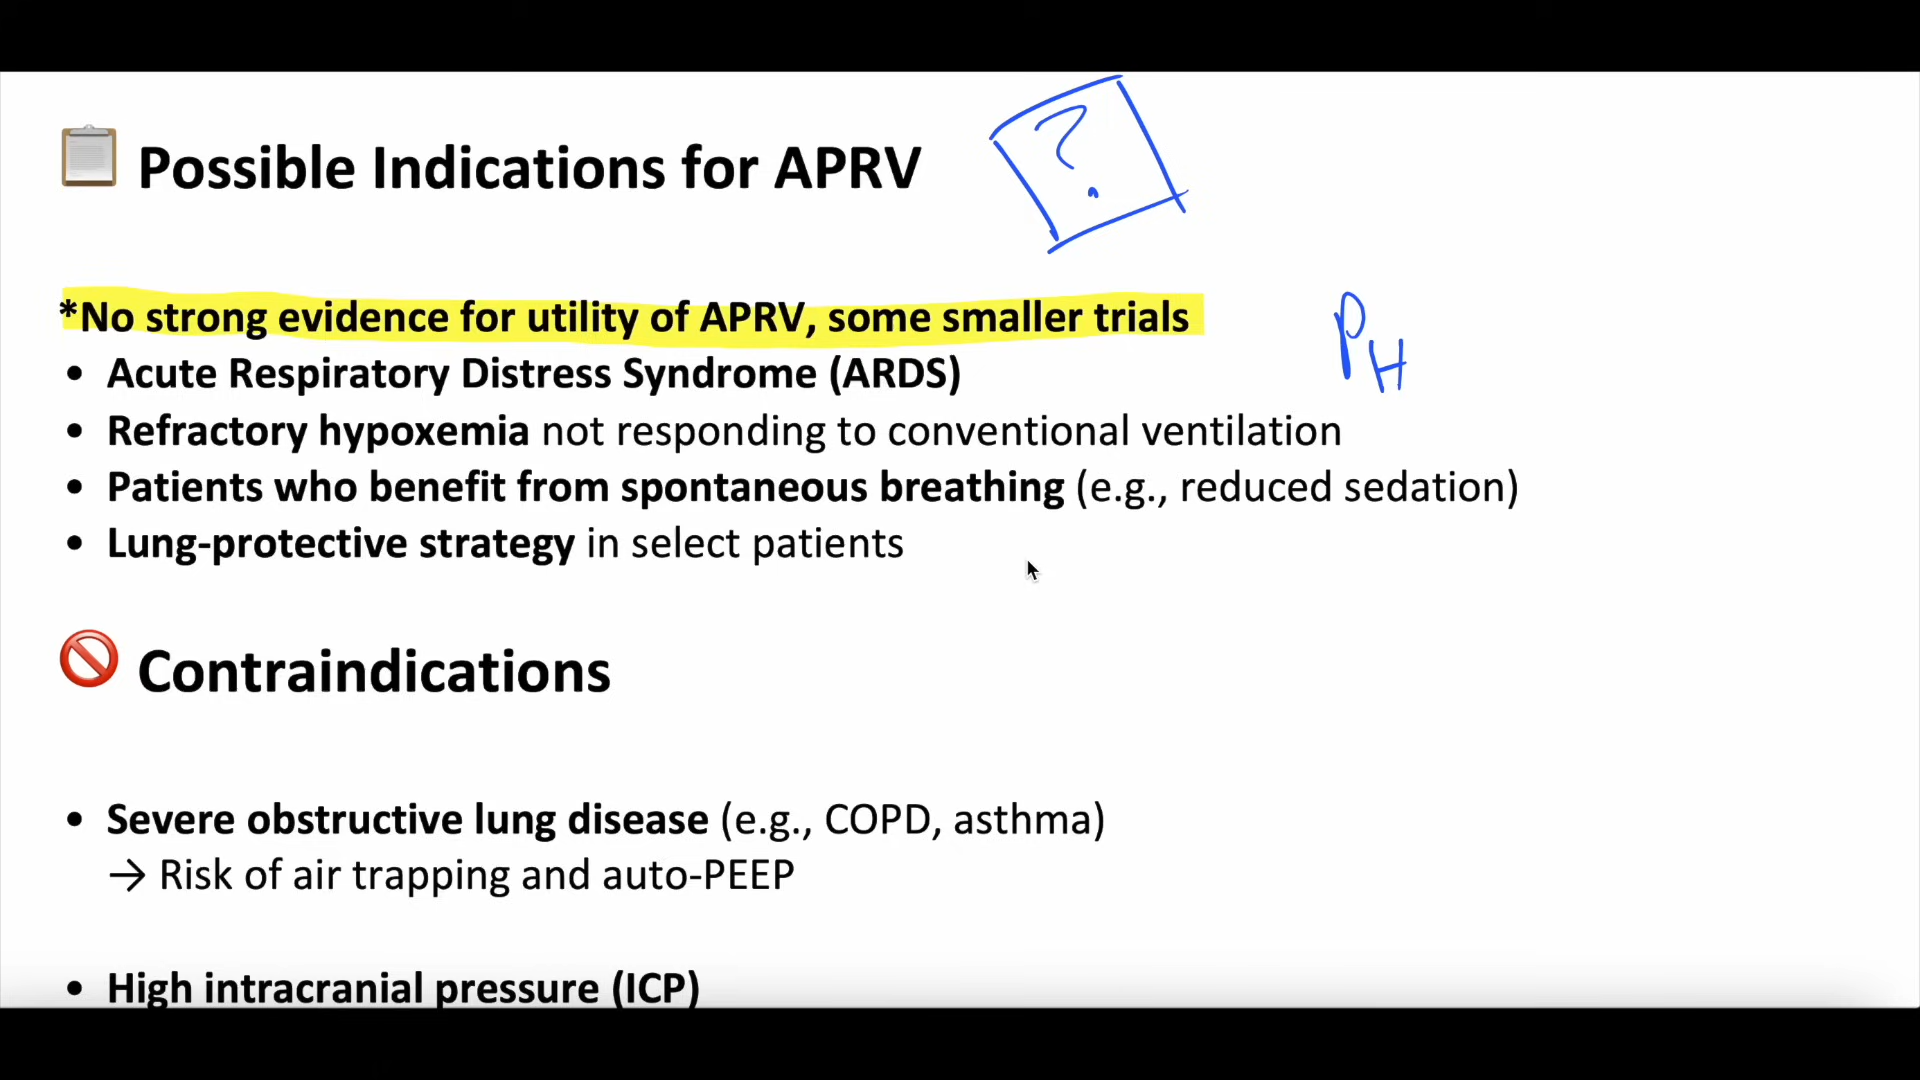 Possible Indications for APRV
?
*No strong evidence for utility of APRV, some smaller trials
PH
• Acute Respiratory Distress Syndrome (ARDS)
• Refractory hypoxemia not responding to conventional ventilation
• Patients who benefit from spontaneous breathing (e.g., reduced sedation)
• Lung-protective strategy in select patients
Contraindications
• Severe obstructive lung disease (e.g., COPD, asthma)
→ Risk of air trapping and auto-PEEP
• High intracranial pressure (ICP)